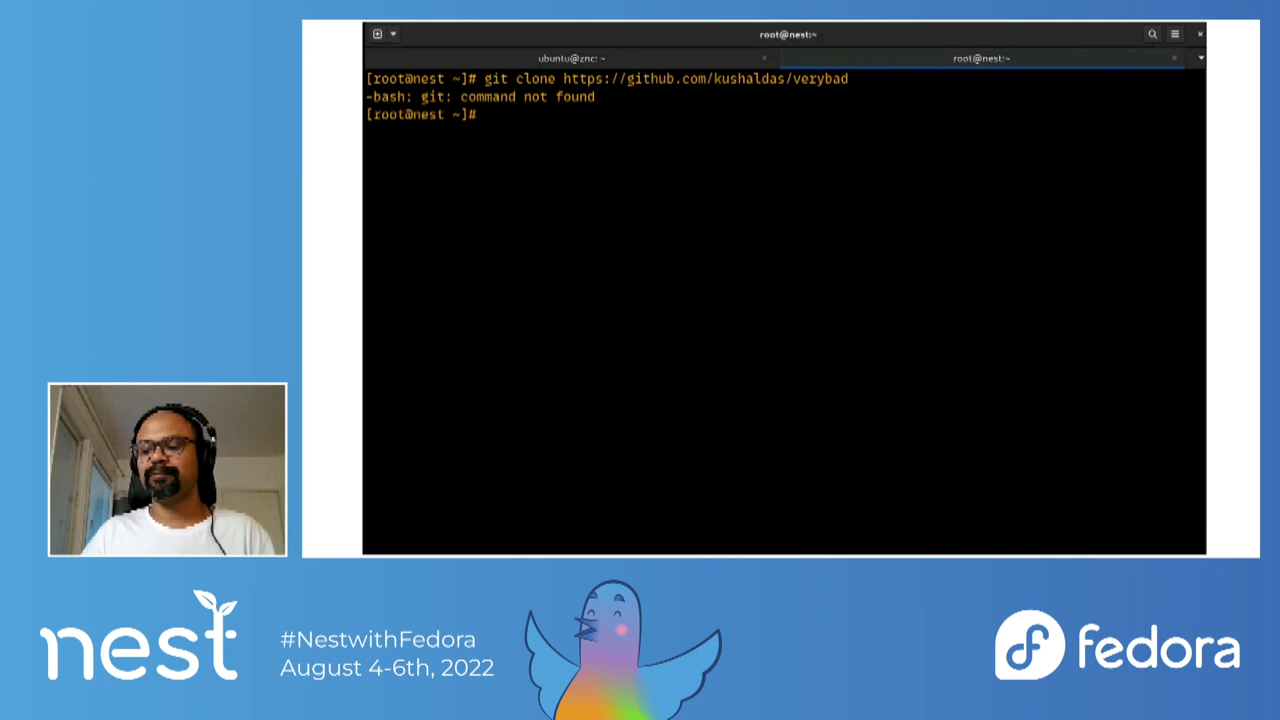 root@nest:~
ubuntu@znc: ~
root@nest:~
[root@nest ~]# git clone https://github.com/kushaldas/verybad
-bash: git: command not found
[root@nest ~]#
nest
#NestwithFedora
August 4-6th, 2022
fedora